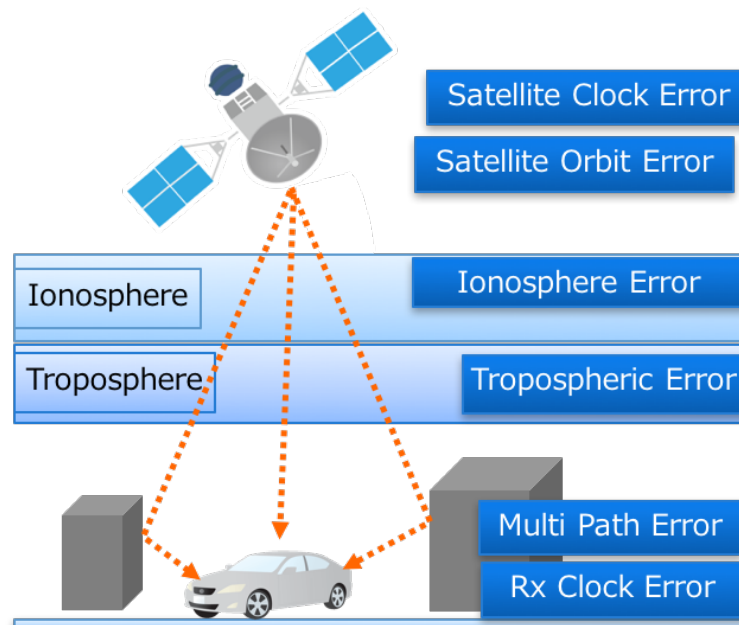 Satellite Clock Error
Satellite Orbit Error
Ionosphere
Ionosphere Error
Troposphere
Tropospheric Error
Multi Path Error
Rx Clock Error